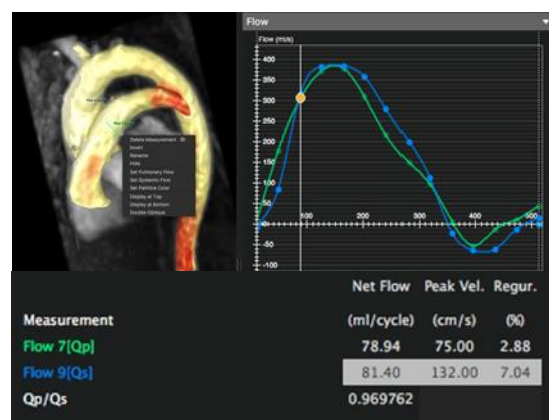 Flow
Flow (ml/s)
400
350
300
250
200
150
100
50
-50
-100
100
200
300
400
500
Delete Measurement
Invert
Rename
Hide
Set Pulmonary Flow
Set Systemic Flow
Set Pathline Color
Display at Top
Display at Bottom
Double Oblique
Net Flow Peak Vel. Regur.
Measurement (ml/cycle) (cm/s) (%)
Flow 7[Qp] 78.94 75.00 2.88
Flow 9[Qs] 81.40 132.00 7.04
Qp/Qs 0.969762